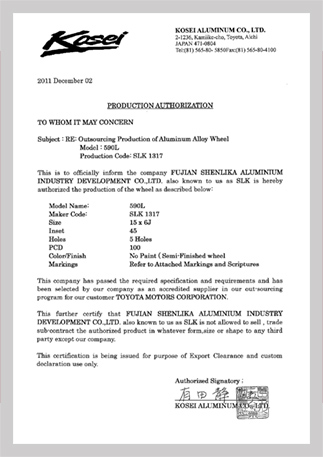 Kosei
KOSEI ALUMINUM CO., LTD.
2-1236, Kamiike-cho, Toyota, Aichi
JAPAN 471-0804
Tel:(81) 565-80- 5850Fax:(81) 565-80-4100
2011 December 02
PRODUCTION AUTHORIZATION
TO WHOM IT MAY CONCERN
Subject : RE: Outsourcing Production of Aluminum Alloy Wheel
Model : 590L
Production Code: SLK 1317
This is to officially inform the company FUJIAN SHENLIKA ALUMINIUM
INDUSTRY DEVELOPMENT CO.,LTD. also known to us as SLK is hereby
authorized the production of the wheel as described below:
Model Name: 590L
Maker Code: SLK 1317
Size 15 x 6J
Inset 45
Holes 5 Holes
PCD 100
Color/Finish No Paint ( Semi-Finished wheel
Markings Refer to Attached Markings and Scriptures
This company has passed the required specification and requirements and has
been selected by our company as an accredited supplier in our out-sourcing
program for our customer TOYOTA MOTORS CORPORATION.
This further certify that FUJIAN SHENLIKA ALUMINIUM INDUSTRY
DEVELOPMENT CO.,LTD. also known to us as SLK is not allowed to sell , trade
sub-contract the authorized product in whatever form,size or shape to any third
party except our company.
This certification is being issued for purpose of Export Clearance and custom
declaration use only.
Authorized Signatory ;
有田 静
KOSEI ALUMINUM CO., LTD.